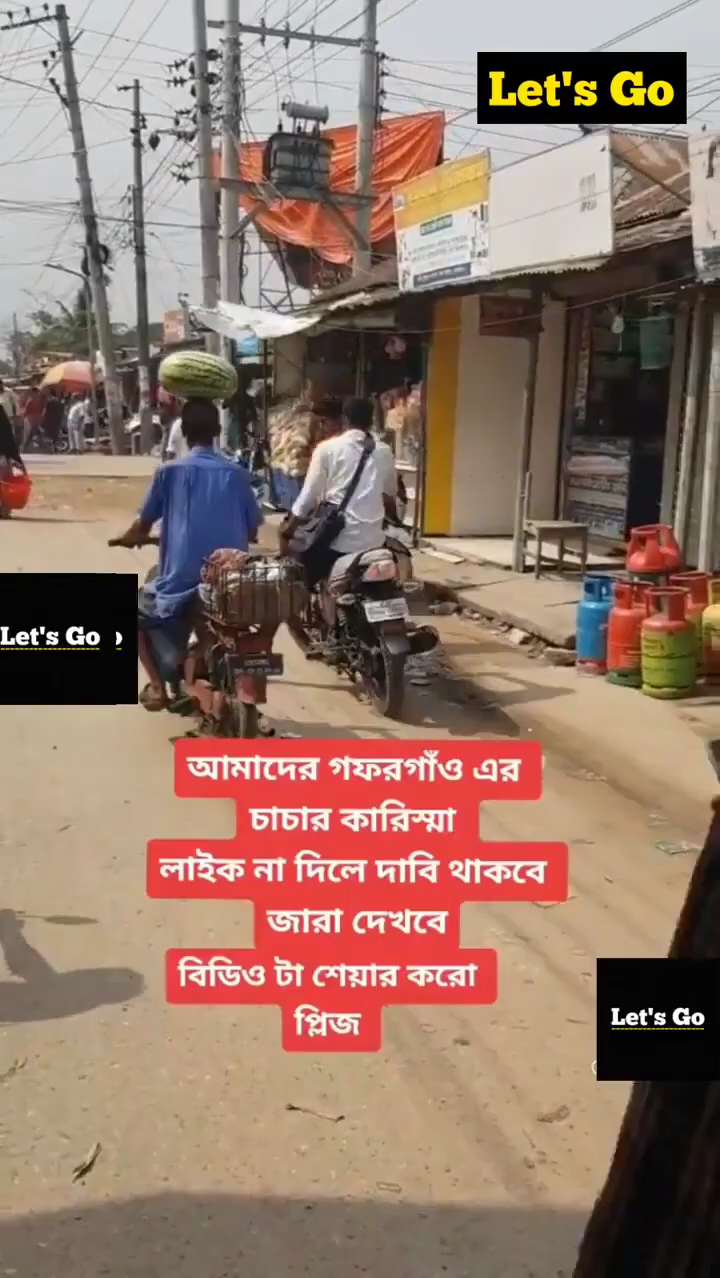 Let's Go
Let's Go
আমাদের গফরগাঁও এর
চাচার কারিস্মা
লাইক না দিলে দাবি থাকবে
জারা দেখবে
বিডিও টা শেয়ার করো
প্লিজ
Let's Go